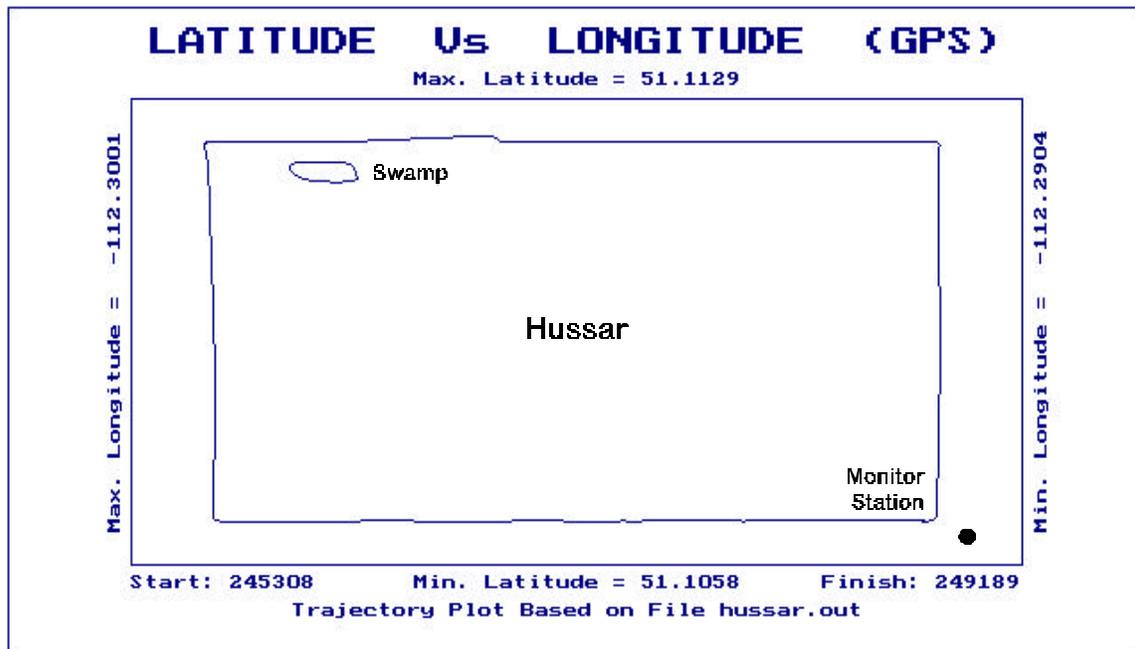 LATITUDE Vs LONGITUDE (GPS)
Max. Latitude = 51.1129
Max. Longitude = -112.3001
Min. Longitude = -112.2904
Swamp
Hussar
Monitor
Station
Start: 245308 Min. Latitude = 51.1058 Finish: 249189
Trajectory Plot Based on File hussar.out